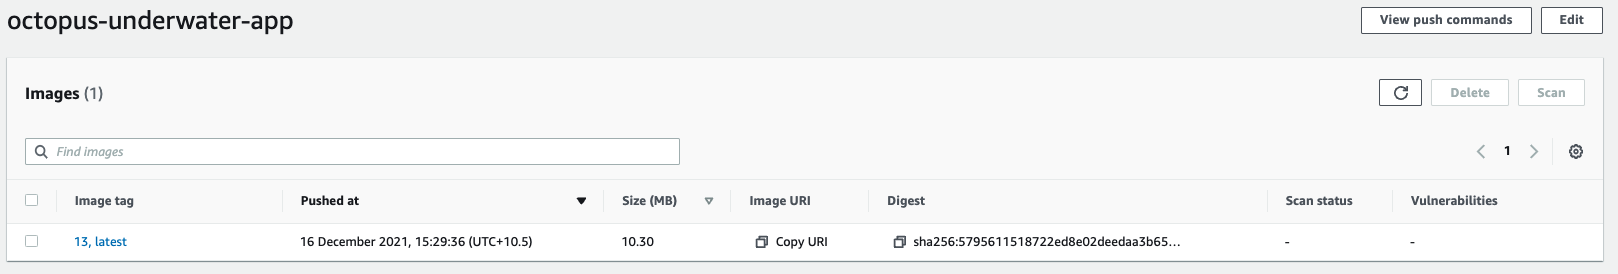 octopus-underwater-app View push commands Edit
Images (1) Delete Scan
Find images 1
Image tag Pushed at Size (MB) Image URI Digest Scan status Vulnerabilities
13, latest 16 December 2021, 15:29:36 (UTC+10.5) 10.30 Copy URI sha256:5795611518722ed8e02deedaa3b65... - -